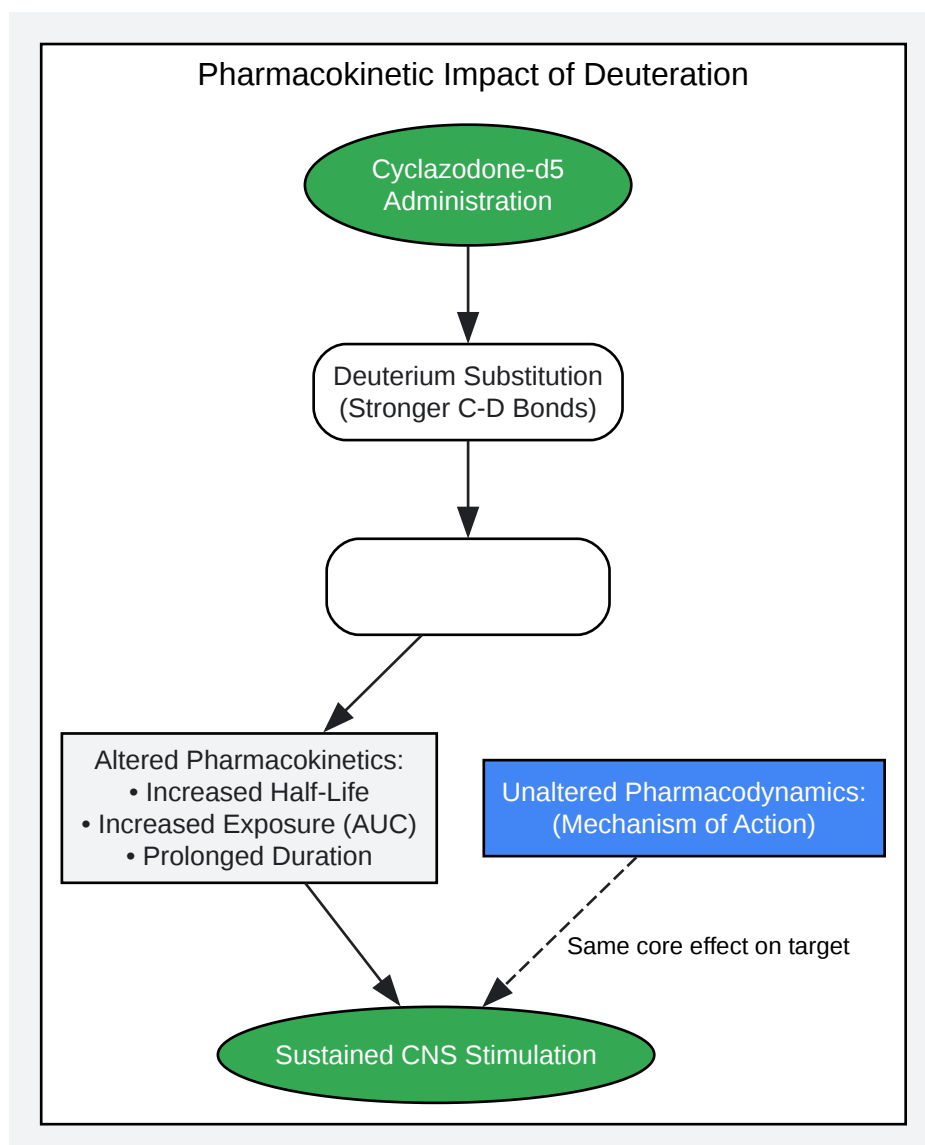 Pharmacokinetic Impact of Deuteration
Cyclazodone-d5
Administration
Deuterium Substitution
(Stronger C-D Bonds)
Altered Pharmacokinetics:
• Increased Half-Life
• Increased Exposure (AUC)
• Prolonged Duration
Unaltered Pharmacodynamics:
(Mechanism of Action)
Same core effect on target
Sustained CNS Stimulation